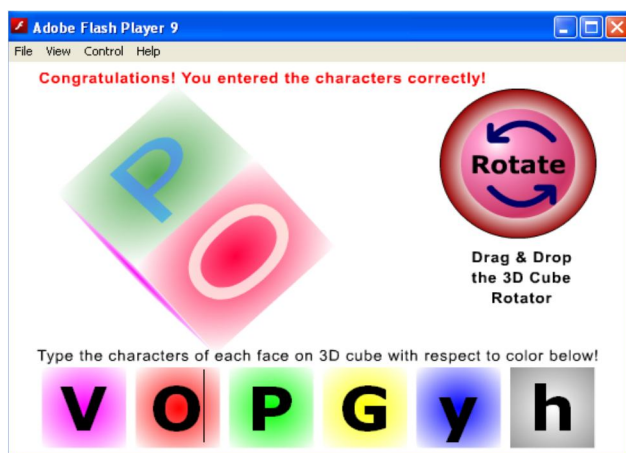 Adobe Flash Player 9
File View Control Help
Congratulations! You entered the characters correctly!
P
O
Rotate
Drag & Drop
the 3D Cube
Rotator
Type the characters of each face on 3D cube with respect to color below!
V O P G y h